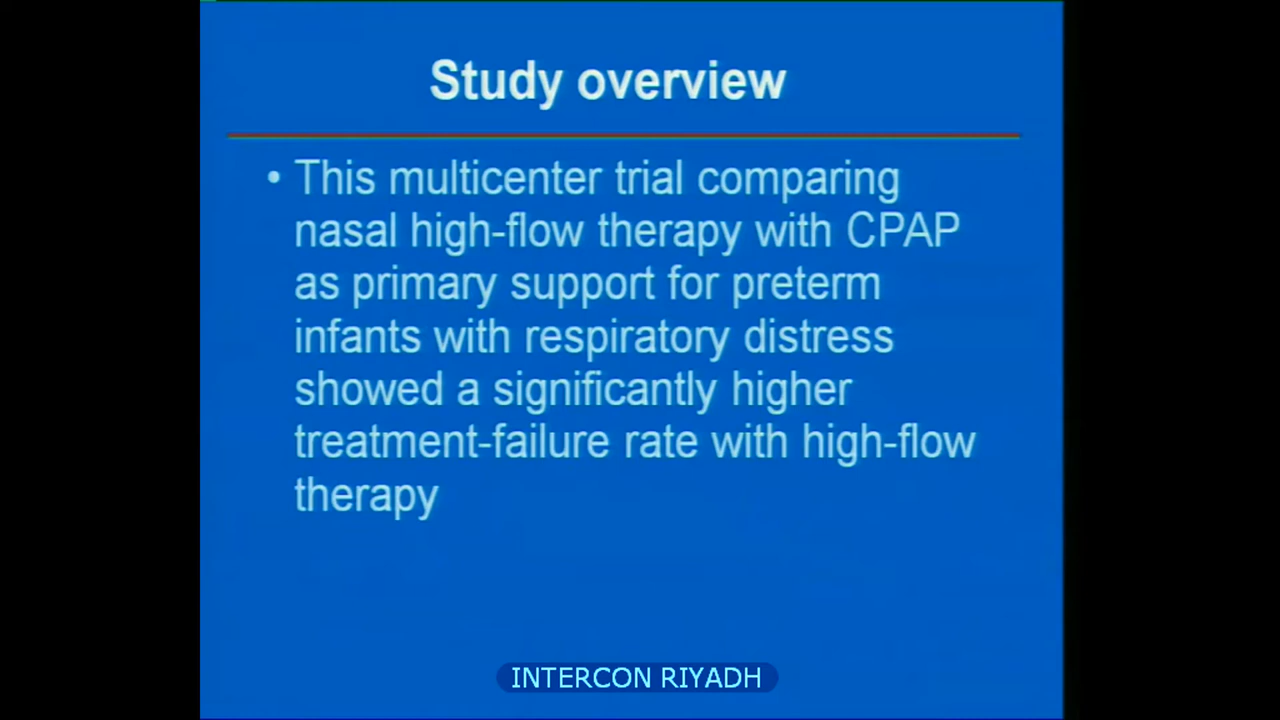 Study overview
• This multicenter trial comparing
nasal high-flow therapy with CPAP
as primary support for preterm
infants with respiratory distress
showed a significantly higher
treatment-failure rate with high-flow
therapy
INTERCON RIYADH